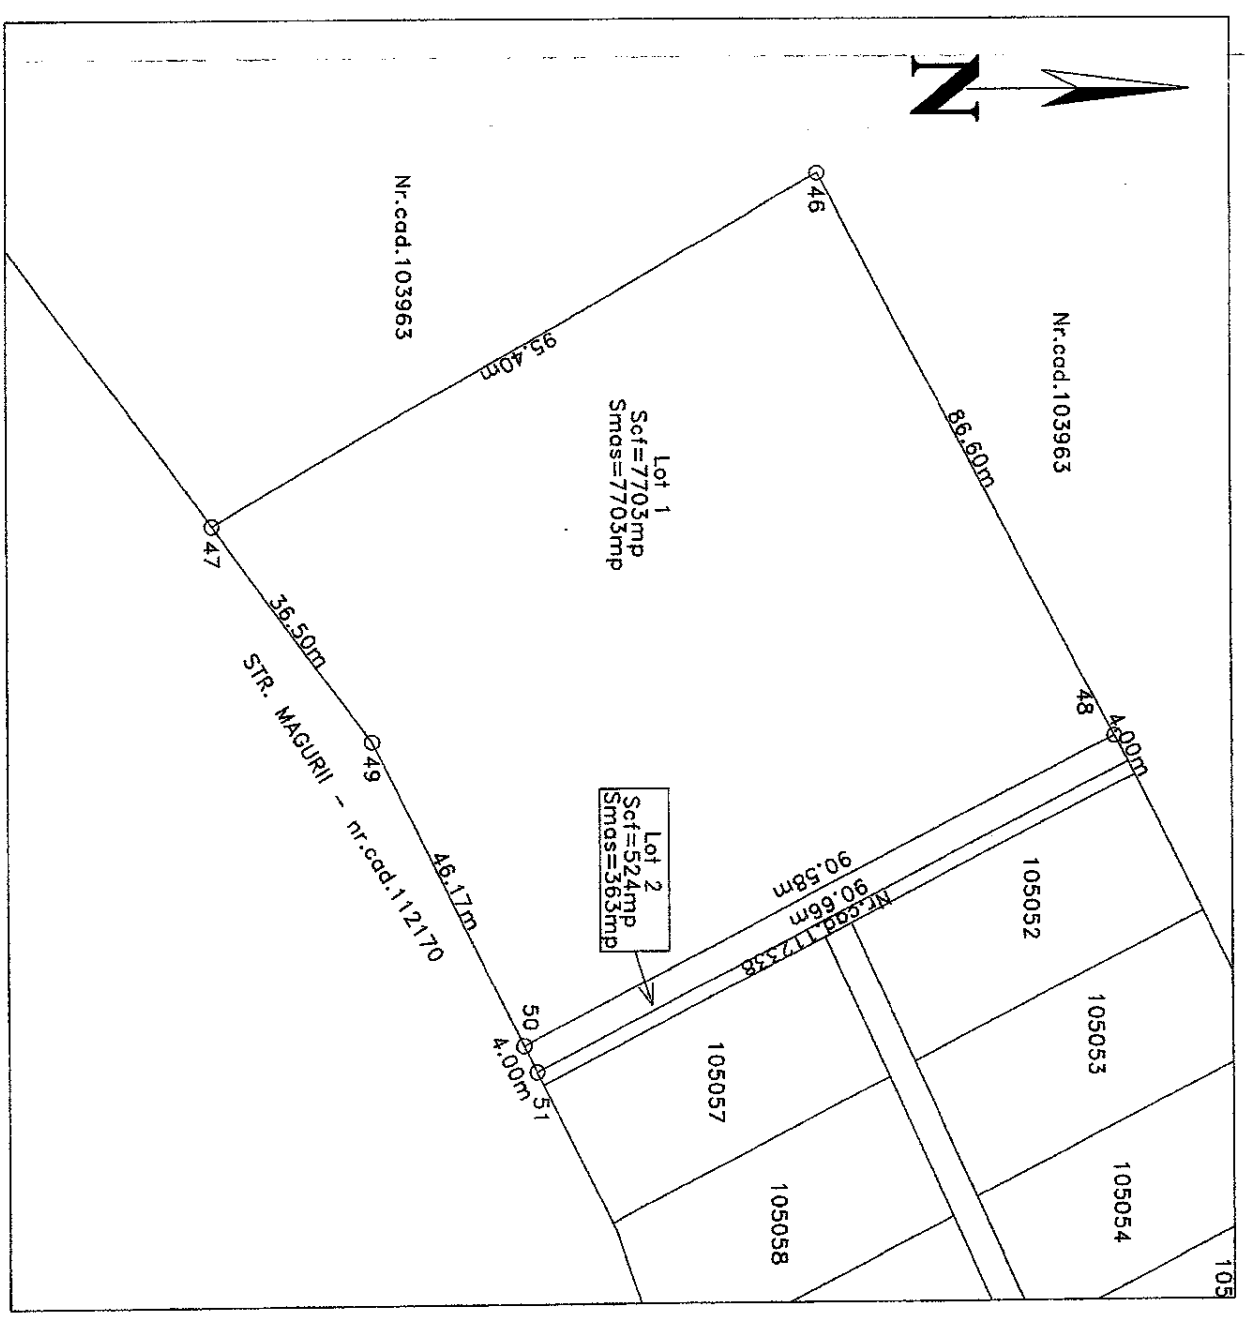 N
46
Nr.cad.103963
Nr.cad.103963
86.60m
95.40m
Lot 1
Scf=7703mp
Smas=7703mp
47
36.50m
49
STR. MAGURII - nr.cad.112170
46.17m
48
4.00m
Lot 2
Scf=524mp
Smas=363mp
90.58m
90.66m
Nr.cad.112338
50
4.00m
51
105052
105053
105054
105
105057
105058